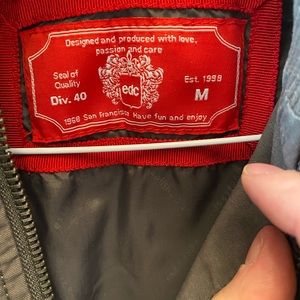 Designed and produced with love,
passion and care
Seal of
Quality
Div. 40
edc
Est. 1998
M
1968 San Francisco Have fun and enjoy